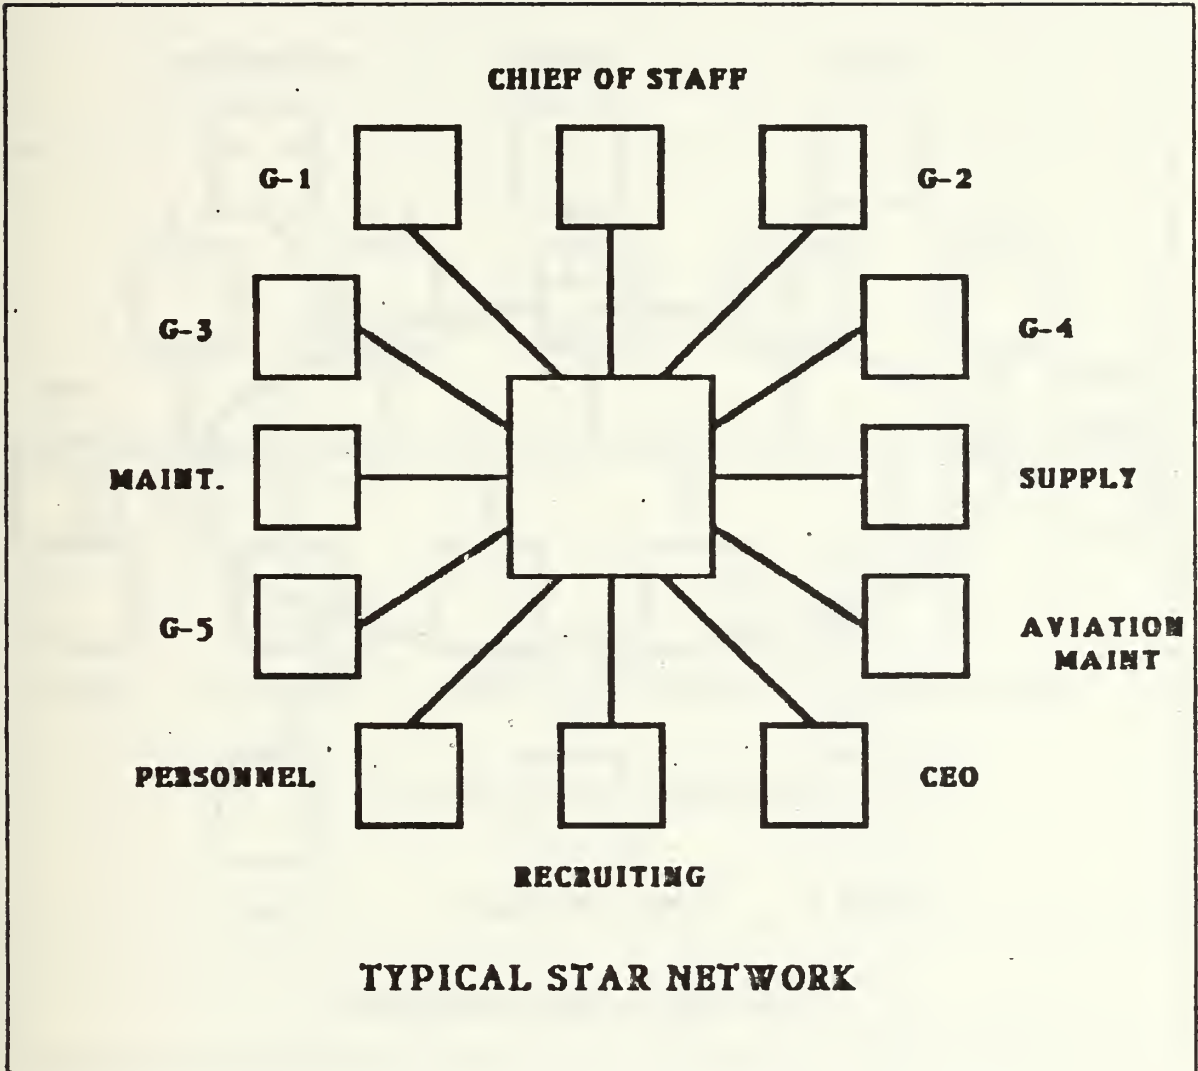 CHIEF OF STAFF
G-1
G-2
G-3
G-4
MAINT.
SUPPLY
G-5
AVIATION
MAINT
PERSONNEL
CEO
RECRUITING
TYPICAL STAR NETWORK